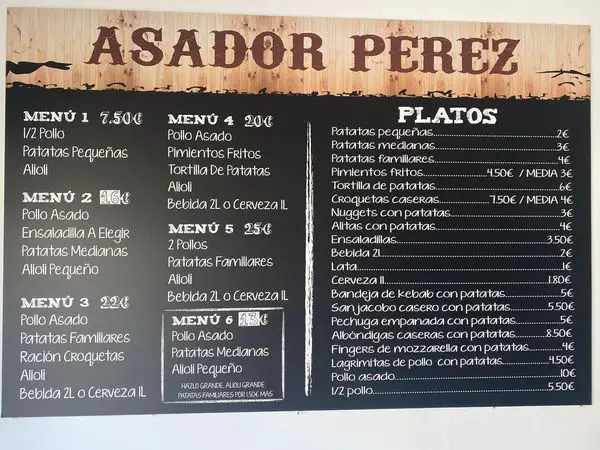 ASADOR PEREZ
MENÚ 1 7.50€
1/2 Pollo
Patatas Pequeñas
Alioli
MENÚ 2 16€
Pollo Asado
Ensaladilla A Elegir
Patatas Medianas
Alioli Pequeño
MENÚ 3 22€
Pollo Asado
Patatas Familiares
Ración Croquetas
Alioli
Bebida 2L o Cerveza 1L
MENÚ 4 20€
Pollo Asado
Pimientos Fritos
Tortilla De Patatas
Alioli
Bebida 2L o Cerveza 1L
MENÚ 5 25€
2 Pollos
Patatas Familiares
Alioli
Bebida 2L o Cerveza 1L
MENÚ 6 13€
Pollo Asado
Patatas Medianas
Alioli Pequeño
HAZLO GRANDE, ALIOLI GRANDE
PATATAS FAMILIARES POR 1.50€ MÁS
PLATOS
Patatas pequeñas 2€
Patatas medianas 3€
Patatas familiares 4€
Pimientos fritos 4.50€ / MEDIA 3€
Tortilla de patatas 6€
Croquetas caseras 7.50€ / MEDIA 4€
Nuggets con patatas 3€
Alitas con patatas 4€
Ensaladillas 3.50€
Bebida 2l 2€
Lata 1€
Cerveza 1l 1.80€
Bandeja de kebab con patatas 5€
San jacobo casero con patatas 5.50€
Pechuga empanada con patatas 5€
Albóndigas caseras con patatas 8.50€
Fingers de mozzarella con patatas 4€
Lagrimitas de pollo con patatas 4.50€
Pollo asado 10€
1/2 pollo 5.50€